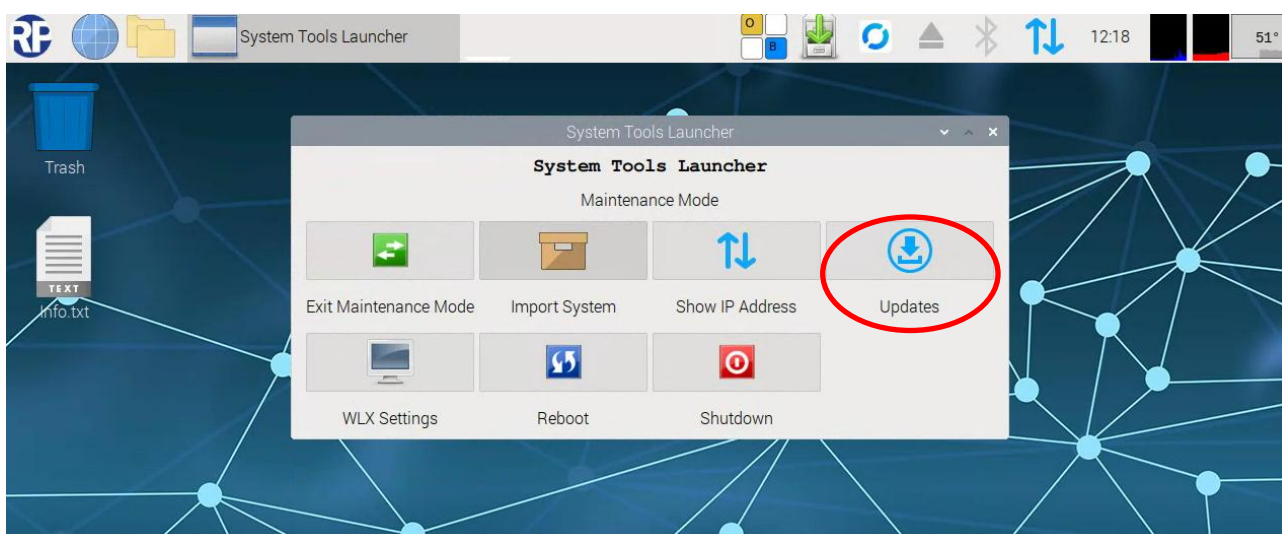 RP
System Tools Launcher
O
B
12:18
51°
System Tools Launcher
Trash
System Tools Launcher
Maintenance Mode
TEXT
Info.txt
Exit Maintenance Mode
Import System
Show IP Address
Updates
WLX Settings
Reboot
Shutdown